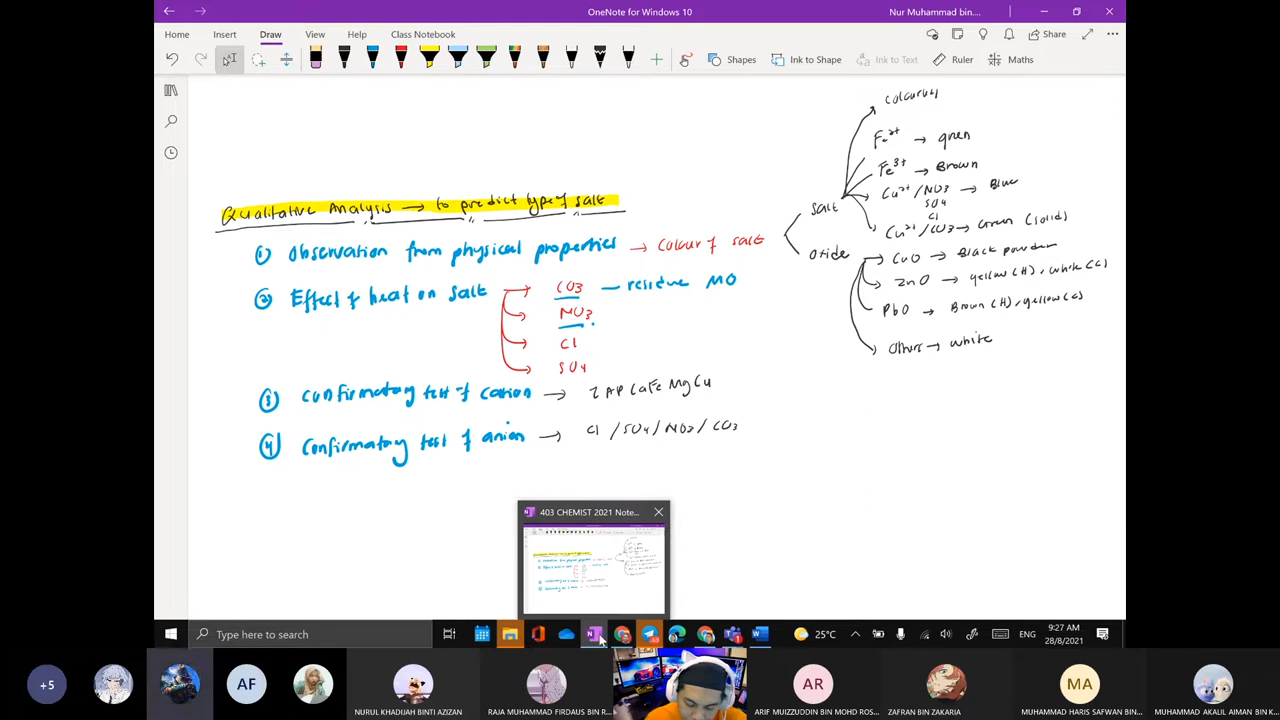 OneNote for Windows 10
Nur Muhammad bin....
Home Insert Draw View Help Class Notebook
Share
Shapes Ink to Shape Ink to Text Ruler Maths
Colourful
Fe2+ → green
Fe3+ → Brown
Cu2+ / NO3 → Blue
SO4
Cl
Cu2+ / CO3 → Green (solid)
Salt
Oxide
CuO → Black powder
ZnO → yellow (H), white (C)
PbO → Brown (H), yellow (C)
Others → white
Qualitative Analysis → to predict type of salt
① Observation from physical properties → Colour of salt
② Effect of heat on salt → CO3 – residue MO
NO3
Cl
SO4
③ Confirmatory test of cation → ZAP CaFe MgCu
④ Confirmatory test of anion → Cl / SO4 / NO3 / CO3
403 CHEMIST 2021 Note...
Type here to search
25°C
ENG
9:27 AM
28/8/2021
+5
AF
NURUL KHADIJAH BINTI AZIZAN
RAJA MUHAMMAD FIRDAUS BIN R...
AR
ARIF MUIZZUDDIN BIN MOHD ROS...
ZAFRAN BIN ZAKARIA
MA
MUHAMMAD HARIS SAFWAN BIN...
MUHAMMAD AKALIL AIMAN BIN K...